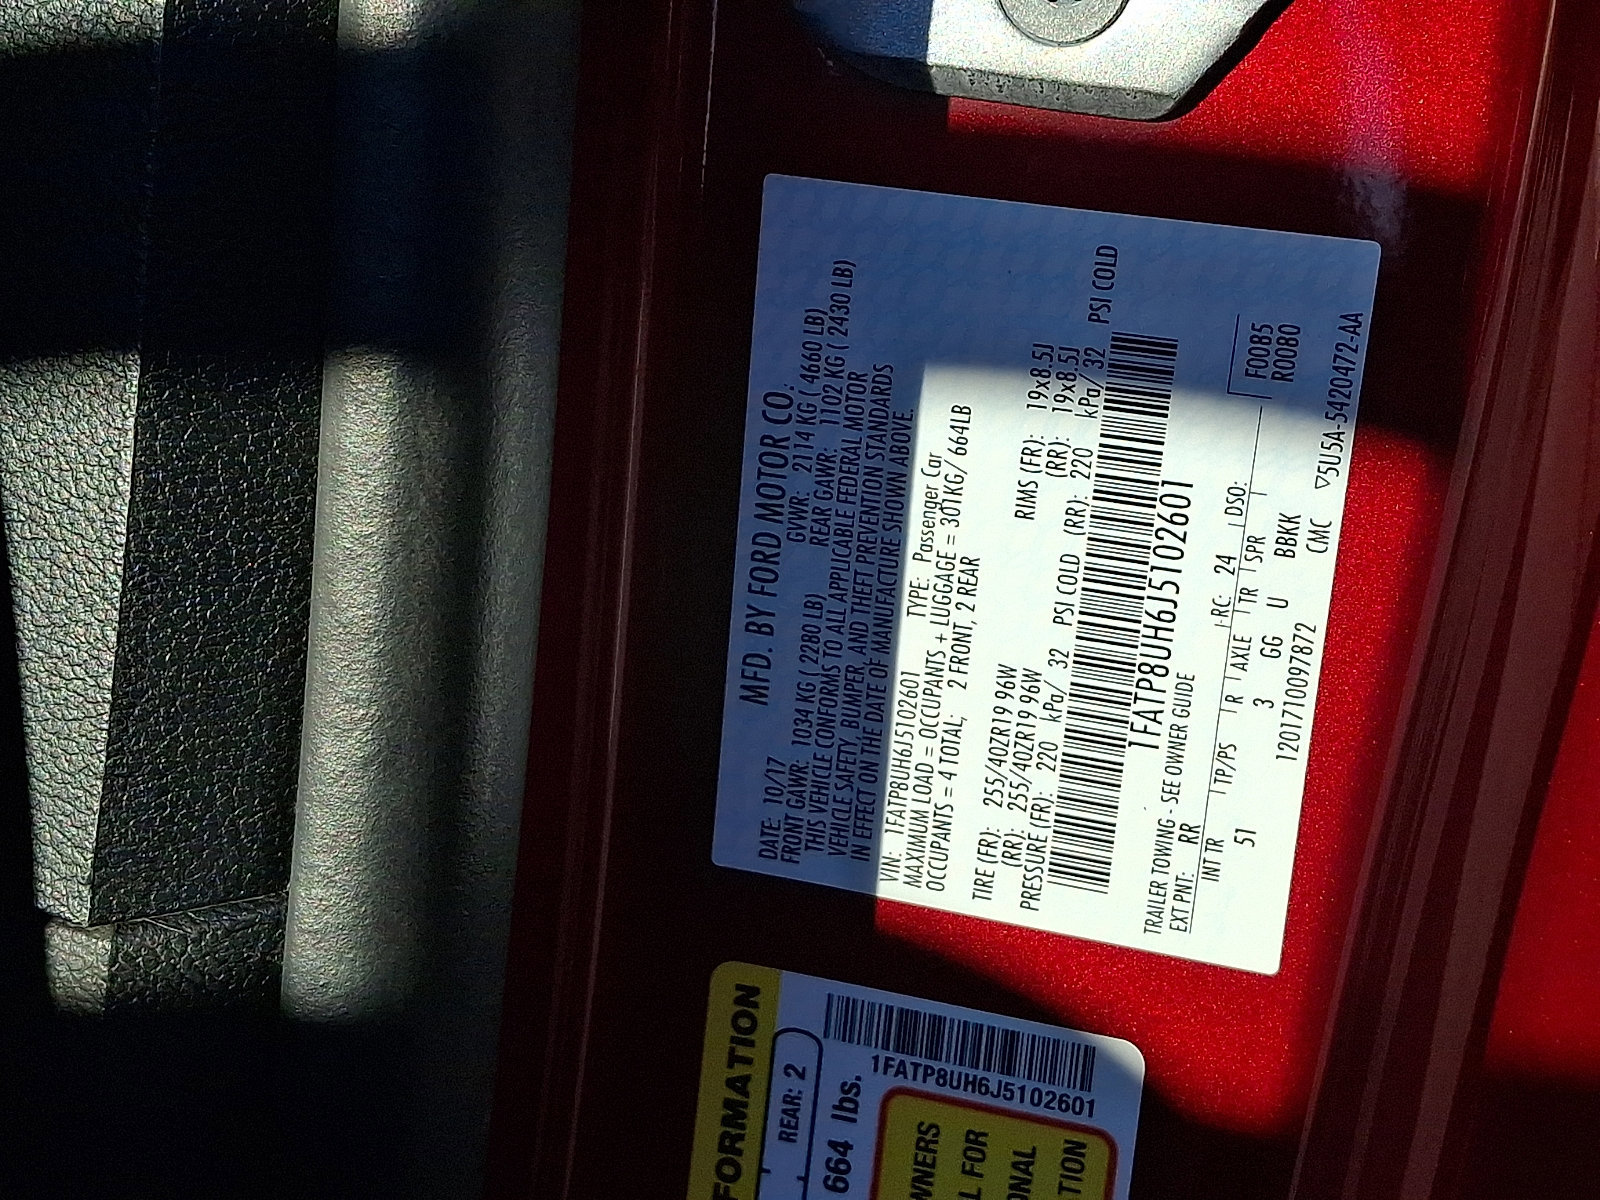 MFD. BY FORD MOTOR CO.
DATE: 10/17 GVWR: 2114 KG ( 4660 LB)
FRONT GAWR: 1034 KG ( 2280 LB) REAR GAWR: 1102 KG ( 2430 LB)
THIS VEHICLE CONFORMS TO ALL APPLICABLE FEDERAL MOTOR
VEHICLE SAFETY, BUMPER, AND THEFT PREVENTION STANDARDS
IN EFFECT ON THE DATE OF MANUFACTURE SHOWN ABOVE.
VIN: 1FATP8UH6J5102601 TYPE: Passenger Car
MAXIMUM LOAD = OCCUPANTS + LUGGAGE = 301KG/ 664LB
OCCUPANTS = 4 TOTAL, 2 FRONT, 2 REAR
TIRE (FR): 255/40ZR19 96W RIMS (FR): 19x8.5J
(RR): 255/40ZR19 96W (RR): 19x8.5J
PRESSURE (FR): 220 kPa/ 32 PSI COLD (RR): 220 kPa/ 32 PSI COLD
1FATP8UH6J5102601
TRAILER TOWING - SEE OWNER GUIDE
EXT PNT: RR RC: 24 DSO: F0085
INT TR TP/PS R AXLE TR SPR R0080
51 3 GG U BBKK
1201710097872 CMC ▽5U5A-5420472-AA
FORMATION
REAR: 2
664 lbs.
1FATP8UH6J5102601